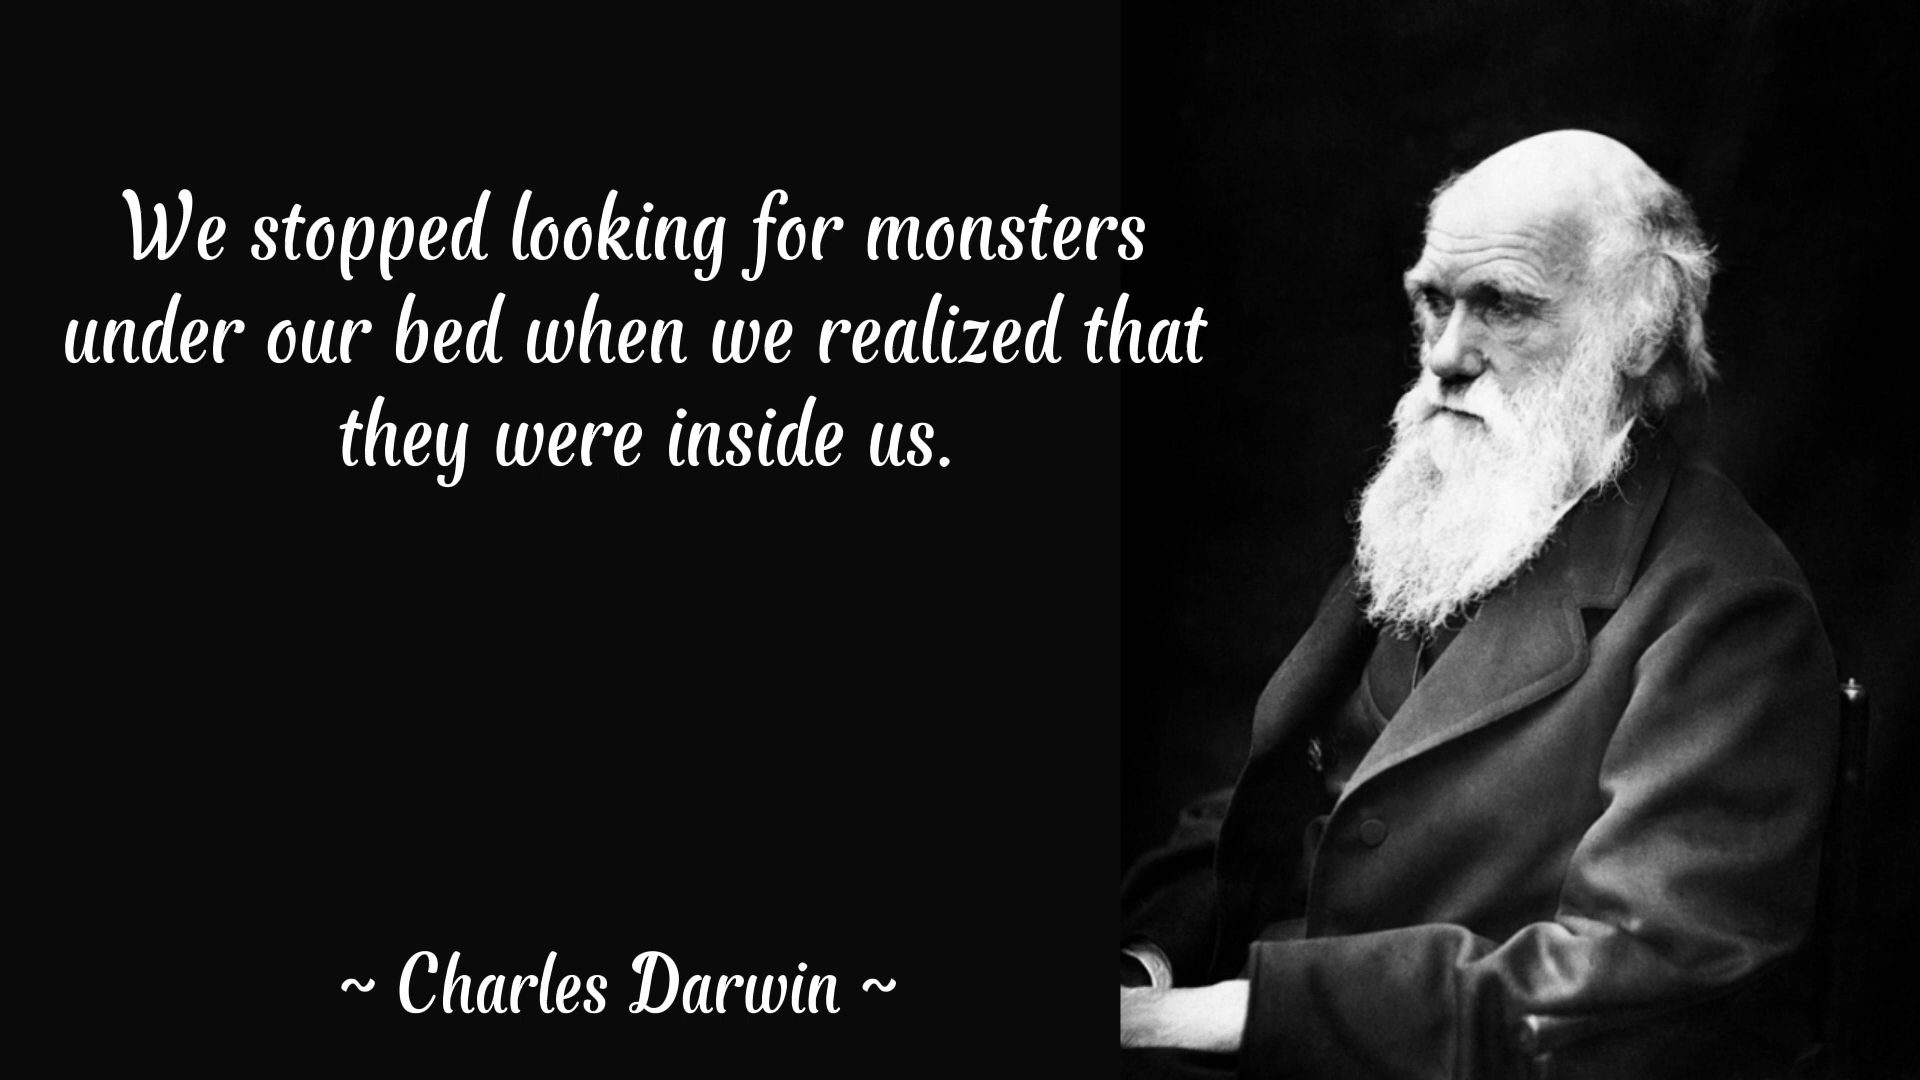 We stopped looking for monsters
under our bed when we realized that
they were inside us.
~ Charles Darwin ~